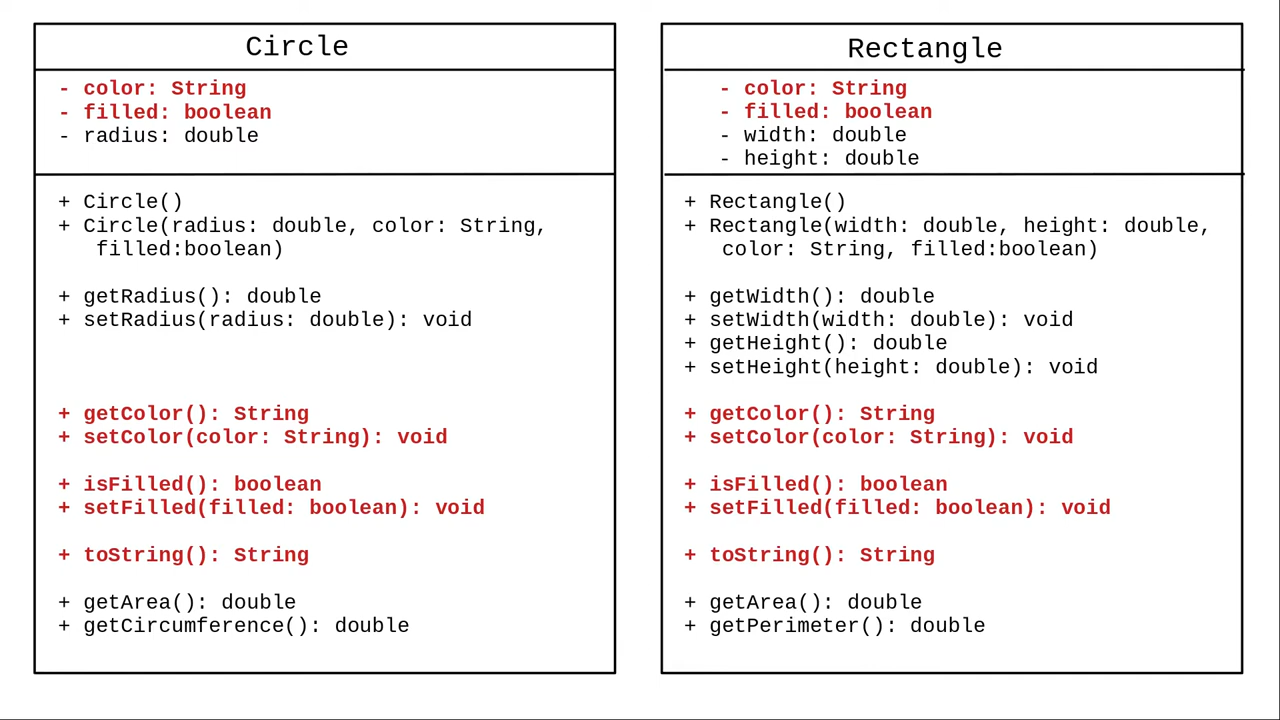 Circle
- color: String
- filled: boolean
- radius: double
+ Circle()
+ Circle(radius: double, color: String,
filled:boolean)
+ getRadius(): double
+ setRadius(radius: double): void
+ getColor(): String
+ setColor(color: String): void
+ isFilled(): boolean
+ setFilled(filled: boolean): void
+ toString(): String
+ getArea(): double
+ getCircumference(): double
Rectangle
- color: String
- filled: boolean
- width: double
- height: double
+ Rectangle()
+ Rectangle(width: double, height: double,
color: String, filled:boolean)
+ getWidth(): double
+ setWidth(width: double): void
+ getHeight(): double
+ setHeight(height: double): void
+ getColor(): String
+ setColor(color: String): void
+ isFilled(): boolean
+ setFilled(filled: boolean): void
+ toString(): String
+ getArea(): double
+ getPerimeter(): double